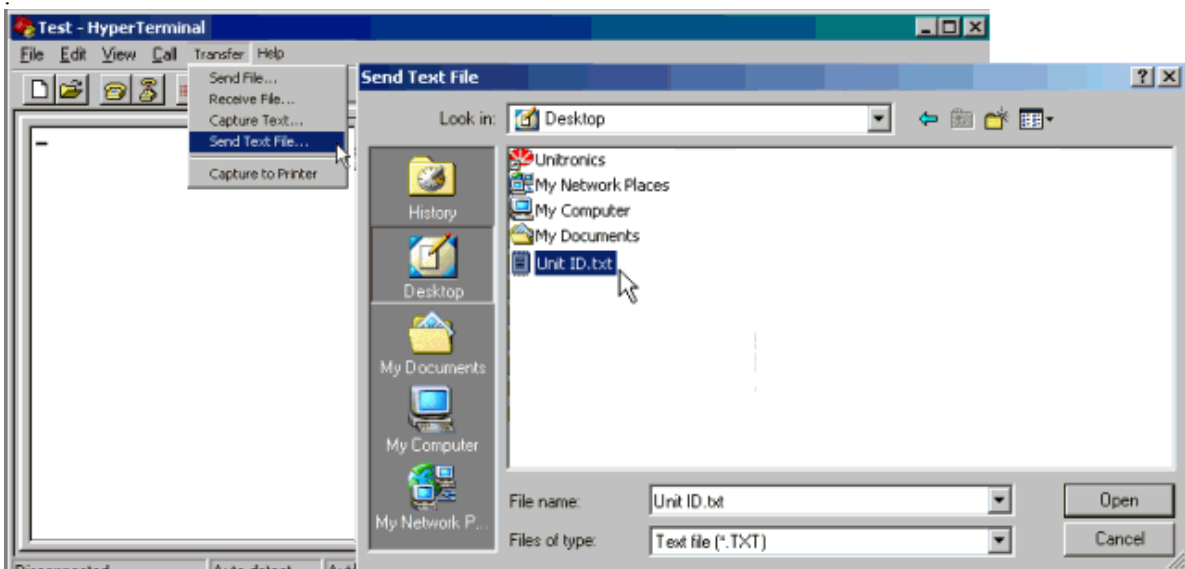 Test - HyperTerminal
File Edit View Call Transfer Help
Send File...
Receive File...
Capture Text...
Send Text File...
Capture to Printer
Send Text File
Look in: Desktop
History
Desktop
My Documents
My Computer
My Network P...
Unitronics
My Network Places
My Computer
My Documents
Unit ID.txt
File name: Unit ID.txt Open
Files of type: Text file (*.TXT) Cancel
Disconnected Auto detect